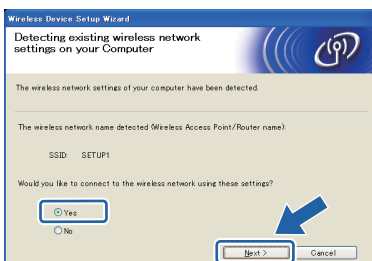 Wireless Device Setup Wizard
Detecting existing wireless network
settings on your Computer
The wireless network settings of your computer have been detected.
The wireless network name detected (Wireless Access Point/Router name):
SSID: SETUP1
Would you like to connect to the wireless network using these settings?
Yes
No
Next > Cancel